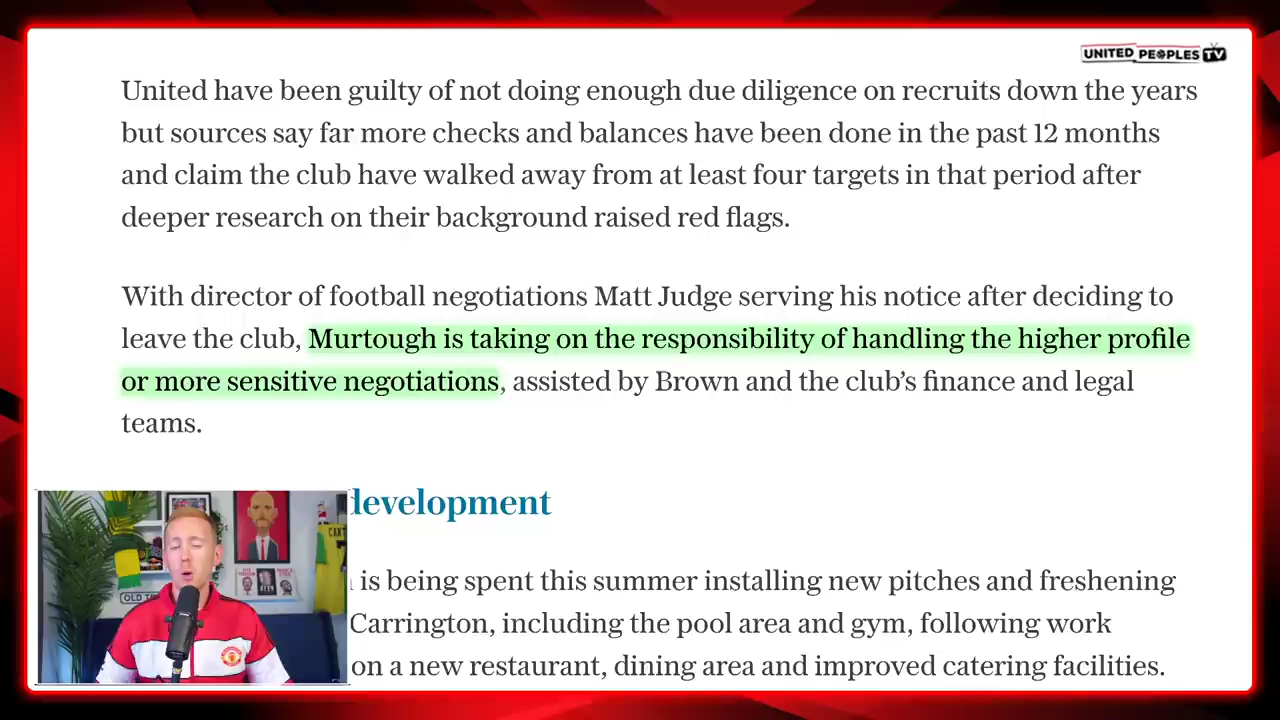 UNITED PEOPLES TV
United have been guilty of not doing enough due diligence on recruits down the years
but sources say far more checks and balances have been done in the past 12 months
and claim the club have walked away from at least four targets in that period after
deeper research on their background raised red flags.
With director of football negotiations Matt Judge serving his notice after deciding to
leave the club, Murtough is taking on the responsibility of handling the higher profile
or more sensitive negotiations, assisted by Brown and the club’s finance and legal
teams.
development
is being spent this summer installing new pitches and freshening
Carrington, including the pool area and gym, following work
on a new restaurant, dining area and improved catering facilities.